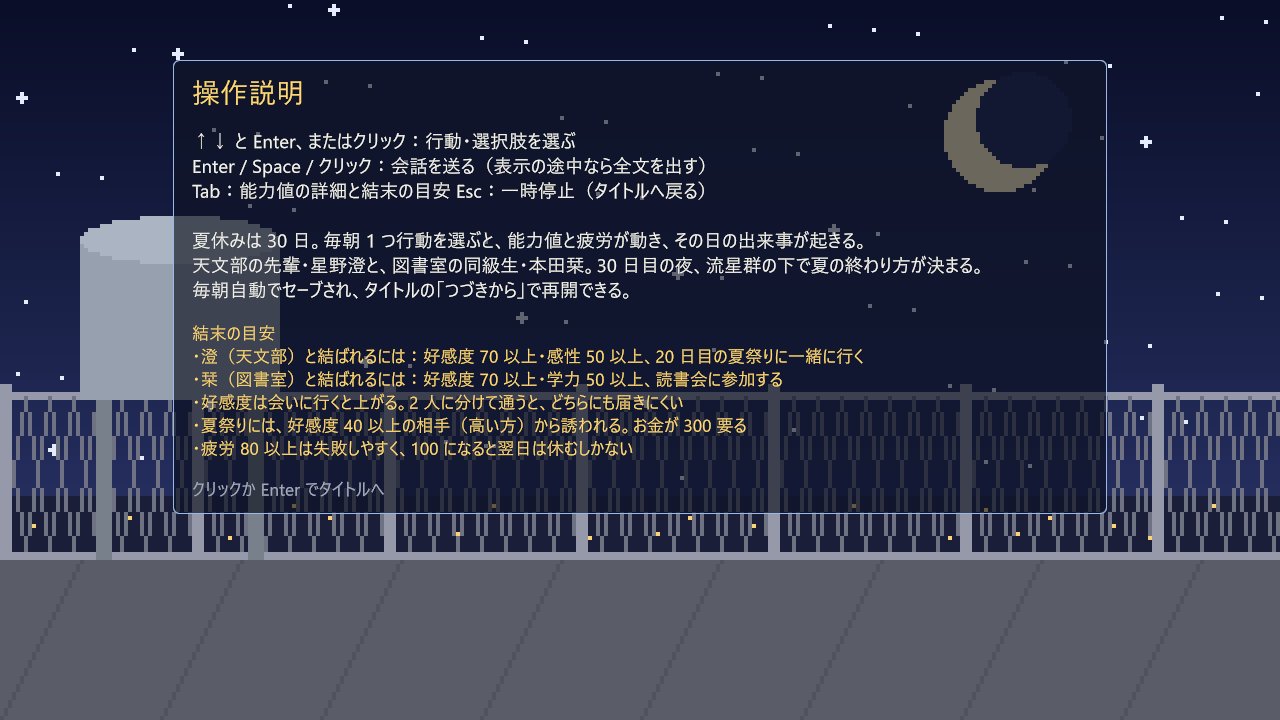 操作説明
↑↓ と Enter、またはクリック：行動・選択肢を選ぶ
Enter / Space / クリック：会話を送る（表示の途中なら全文を出す）
Tab：能力値の詳細と結末の目安 Esc：一時停止（タイトルへ戻る）
夏休みは 30 日。毎朝 1 つ行動を選ぶと、能力値と疲労が動き、その日の出来事が起きる。
天文部の先輩・星野澄と、図書室の同級生・本田栞。30 日目の夜、流星群の下で夏の終わり方が決まる。
毎朝自動でセーブされ、タイトルの「つづきから」で再開できる。
結末の目安
・澄（天文部）と結ばれるには：好感度 70 以上・感性 50 以上、20 日目の夏祭りに一緒に行く
・栞（図書室）と結ばれるには：好感度 70 以上・学力 50 以上、読書会に参加する
・好感度は会いに行くと上がる。2 人に分けて通うと、どちらにも届きにくい
・夏祭りには、好感度 40 以上の相手（高い方）から誘われる。お金が 300 要る
・疲労 80 以上は失敗しやすく、100 になると翌日は休むしかない
クリックか Enter でタイトルへ